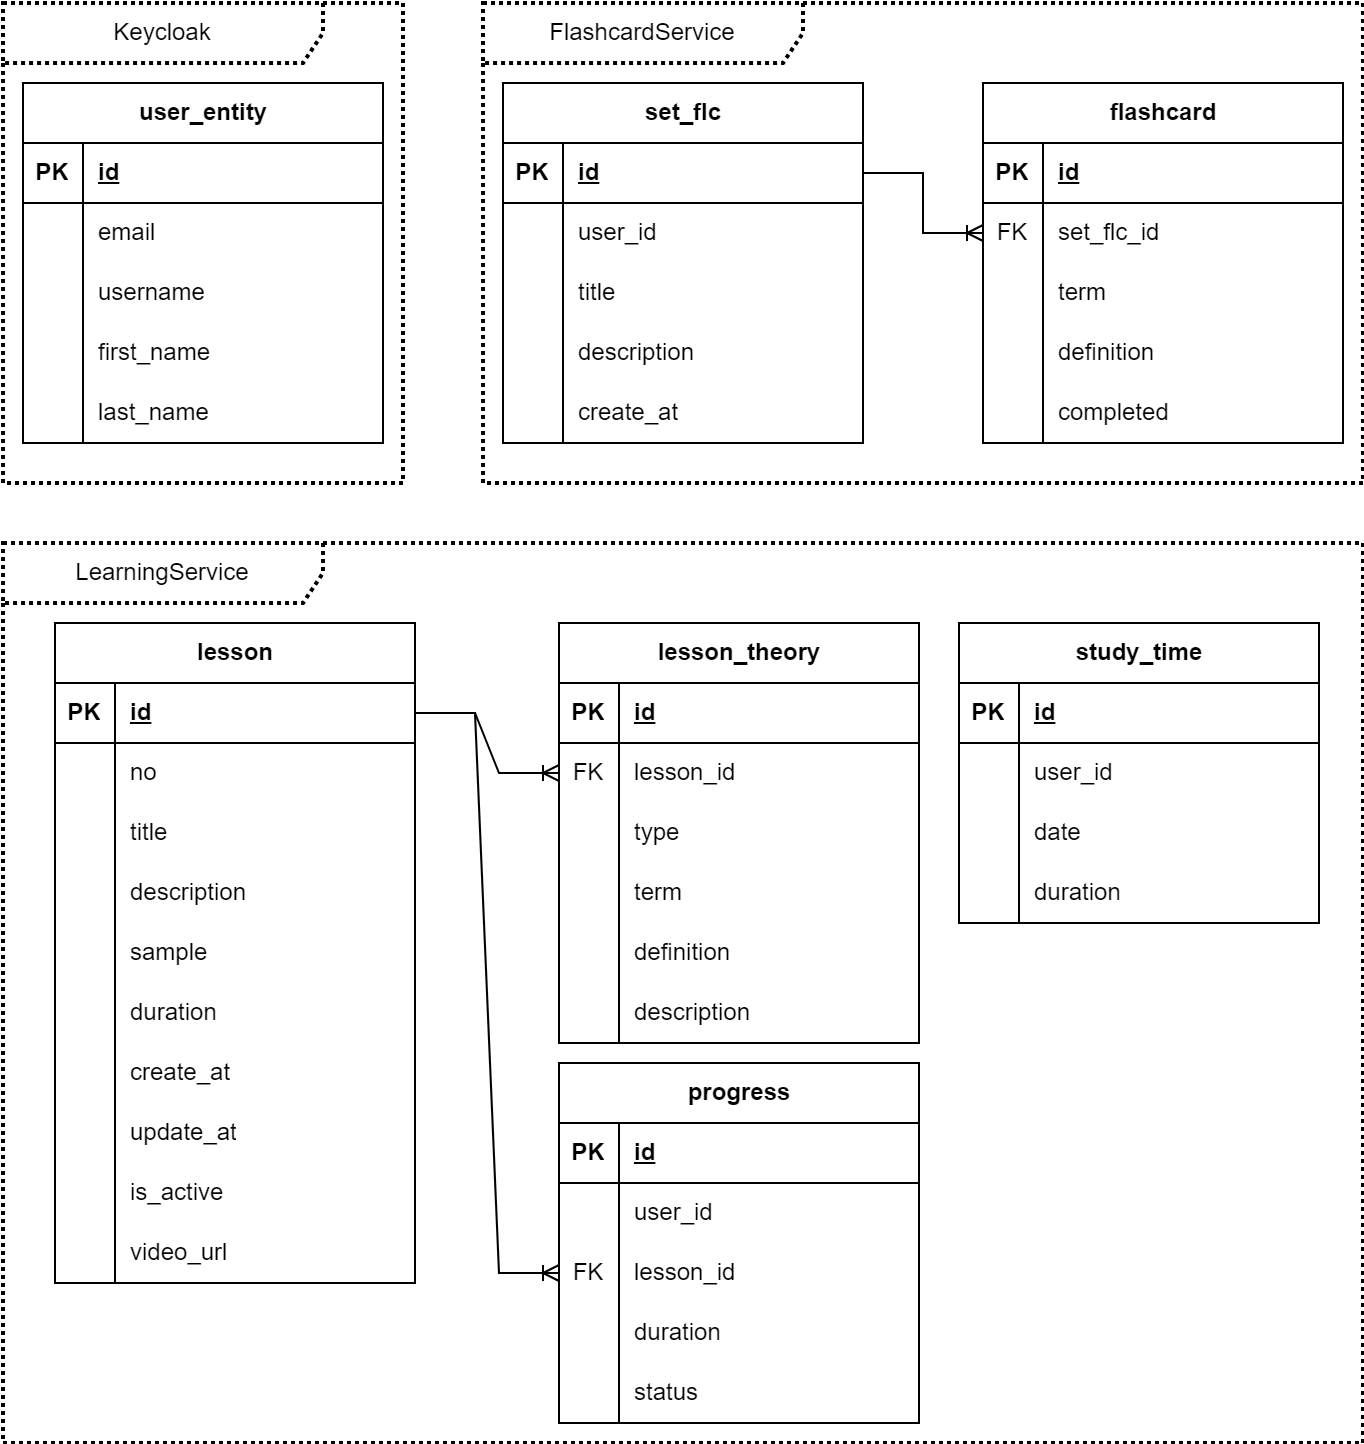 Keycloak
user_entity
PK id
email
username
first_name
last_name
FlashcardService
set_flc
PK id
user_id
title
description
create_at
flashcard
PK id
FK set_flc_id
term
definition
completed
LearningService
lesson
PK id
no
title
description
sample
duration
create_at
update_at
is_active
video_url
lesson_theory
PK id
FK lesson_id
type
term
definition
description
progress
PK id
user_id
FK lesson_id
duration
status
study_time
PK id
user_id
date
duration